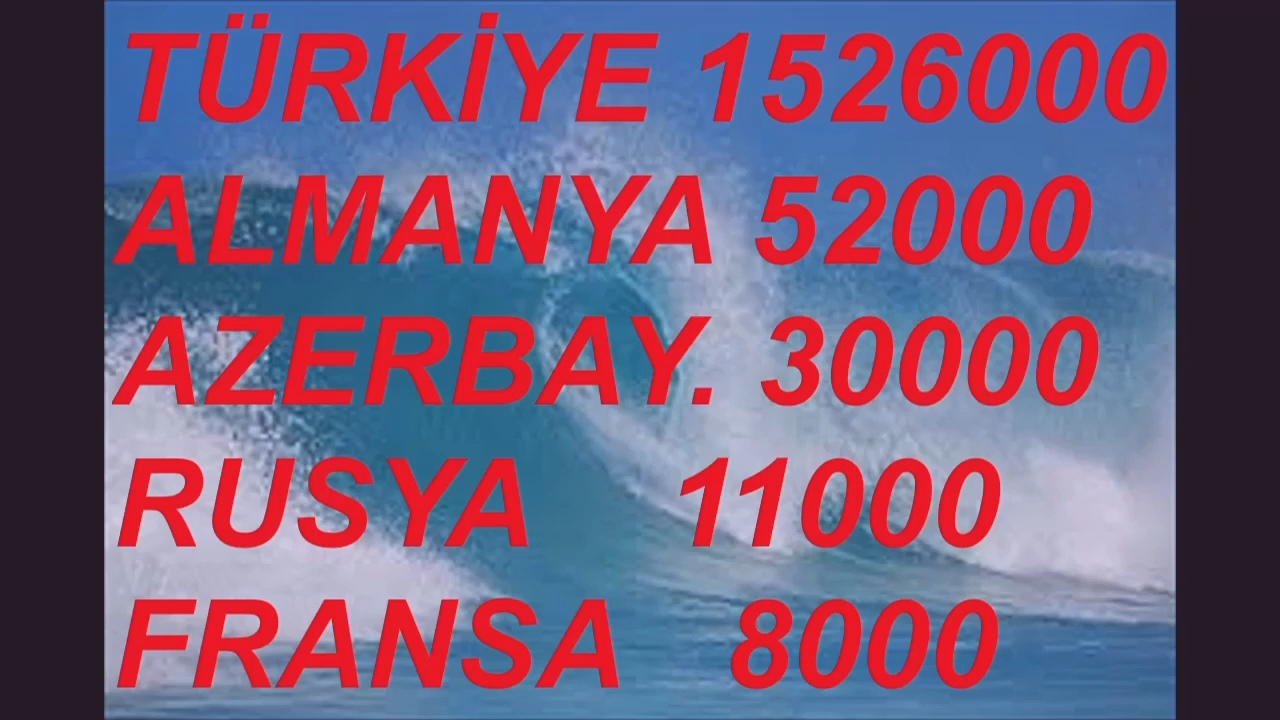 TÜRKİYE 1526000
ALMANYA 52000
AZERBAY. 30000
RUSYA 11000
FRANSA 8000